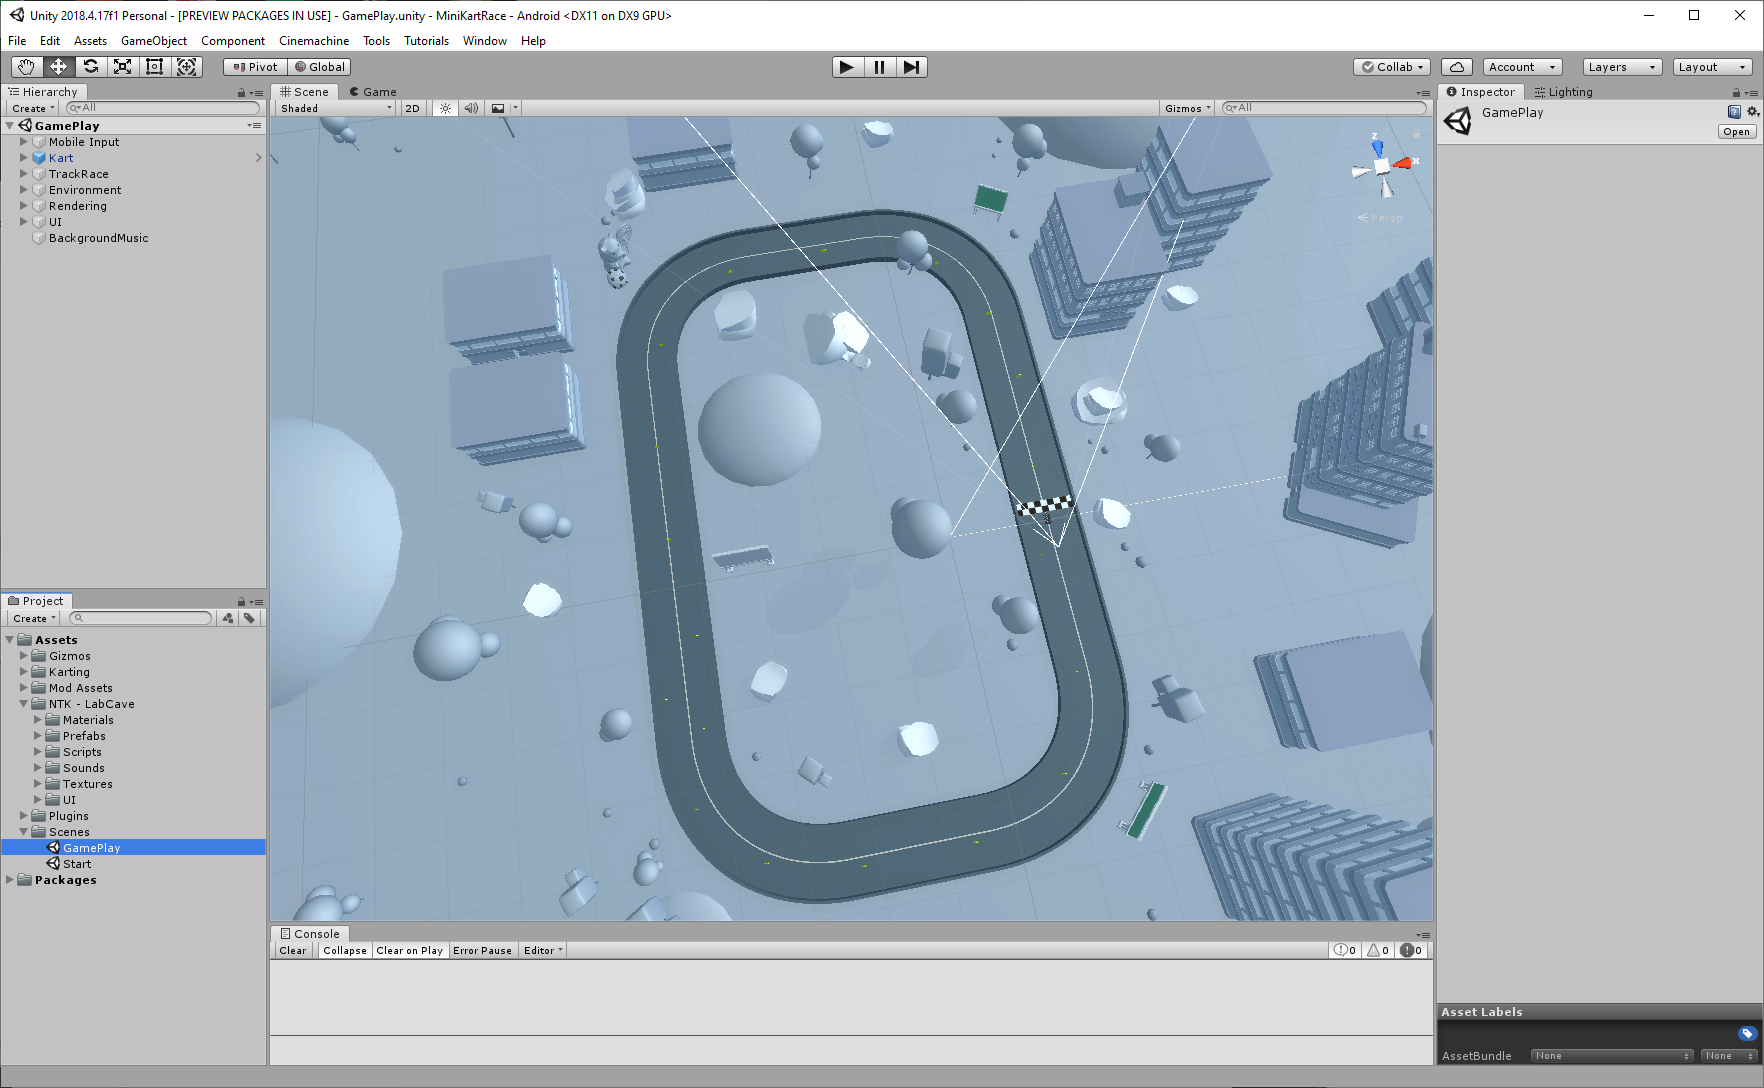 Unity 2018.4.17f1 Personal - [PREVIEW PACKAGES IN USE] - GamePlay.unity - MiniKartRace - Android <DX11 on DX9 GPU>
File Edit Assets GameObject Component Cinemachine Tools Tutorials Window Help
Pivot Global Collab Account Layers Layout
Hierarchy
Create All
GamePlay
Mobile Input
Kart
TrackRace
Environment
Rendering
UI
BackgroundMusic
Scene Game
Shaded 2D Gizmos All
z
x
Persp
Inspector Lighting
GamePlay
Open
Project
Create
Assets
Gizmos
Karting
Mod Assets
NTK - LabCave
Materials
Prefabs
Scripts
Sounds
Textures
UI
Plugins
Scenes
GamePlay
Start
Packages
Console
Clear Collapse Clear on Play Error Pause Editor 0 0 0
Asset Labels
AssetBundle None None